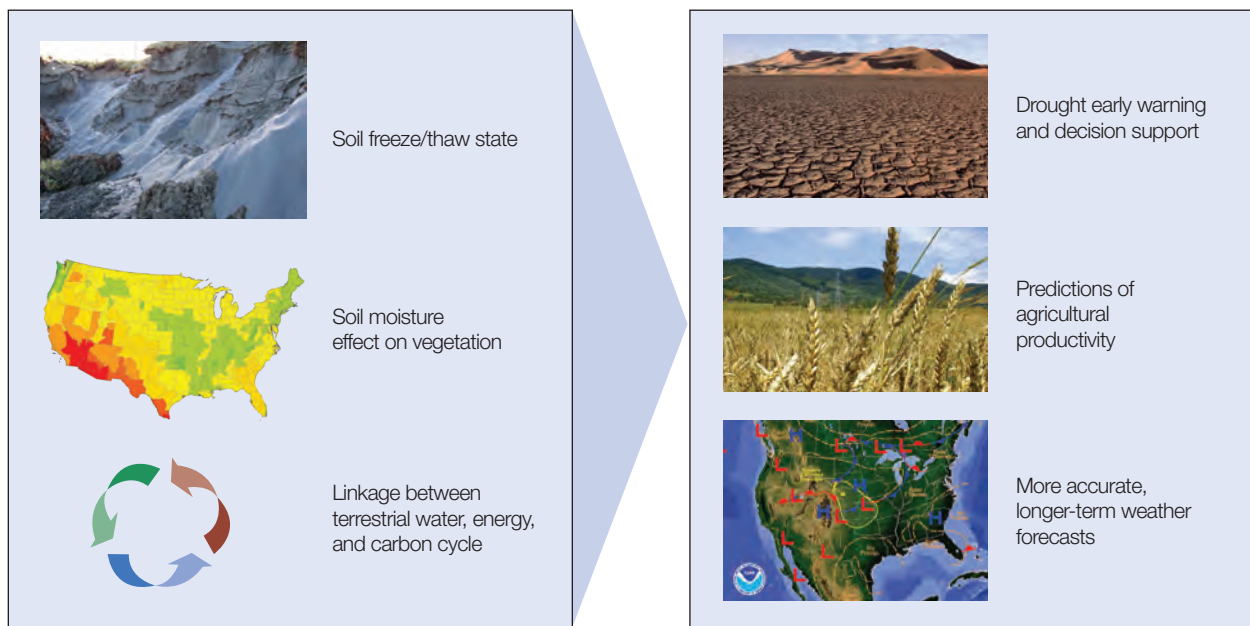 Soil freeze/thaw state
Soil moisture
effect on vegetation
Linkage between
terrestrial water, energy,
and carbon cycle
Drought early warning
and decision support
Predictions of
agricultural
productivity
More accurate,
longer-term weather
forecasts
L
H
L
L
L
L
L
H
L
L
H
L
H
L
L
L